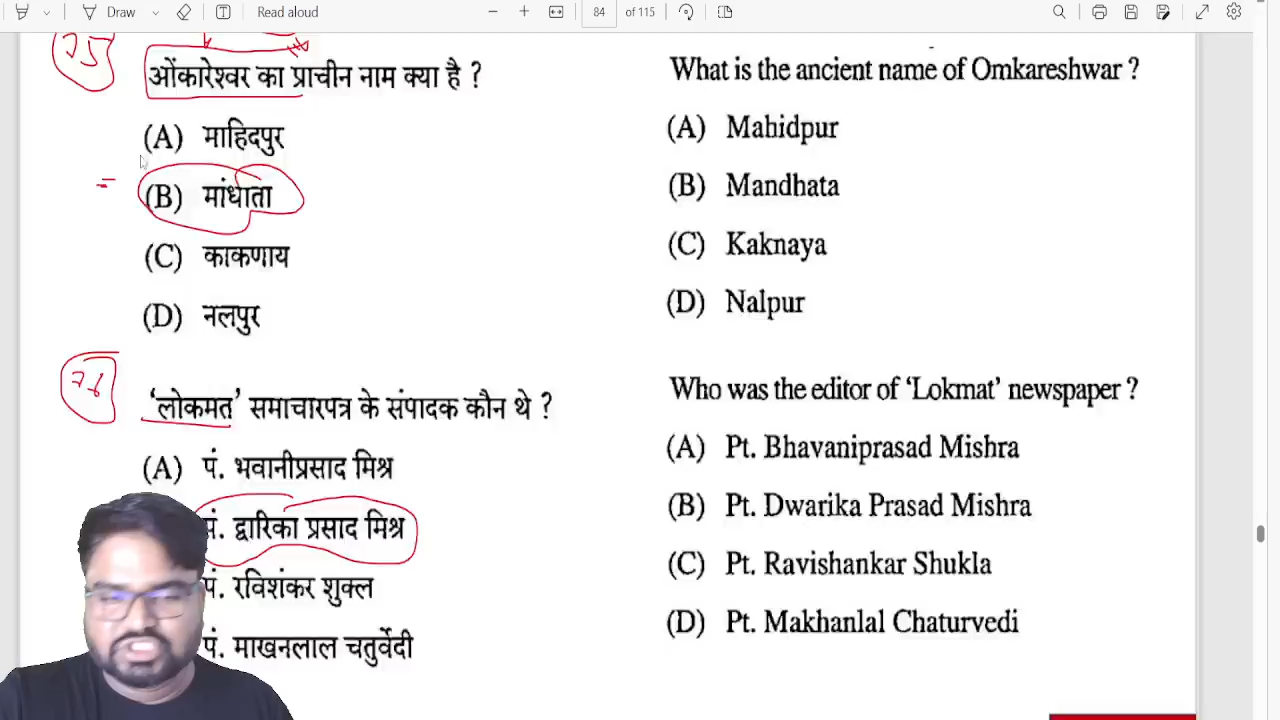 Draw
Read aloud
84 of 115
75
ओंकारेश्वर का प्राचीन नाम क्या है ?
(A) माहिदपुर
(B) मांधाता
(C) काकणाय
(D) नलपुर
What is the ancient name of Omkareshwar ?
(A) Mahidpur
(B) Mandhata
(C) Kaknaya
(D) Nalpur
76
‘लोकमत’ समाचारपत्र के संपादक कौन थे ?
(A) पं. भवानीप्रसाद मिश्र
पं. द्वारिका प्रसाद मिश्र
पं. रविशंकर शुक्ल
पं. माखनलाल चतुर्वेदी
Who was the editor of ‘Lokmat’ newspaper ?
(A) Pt. Bhavaniprasad Mishra
(B) Pt. Dwarika Prasad Mishra
(C) Pt. Ravishankar Shukla
(D) Pt. Makhanlal Chaturvedi